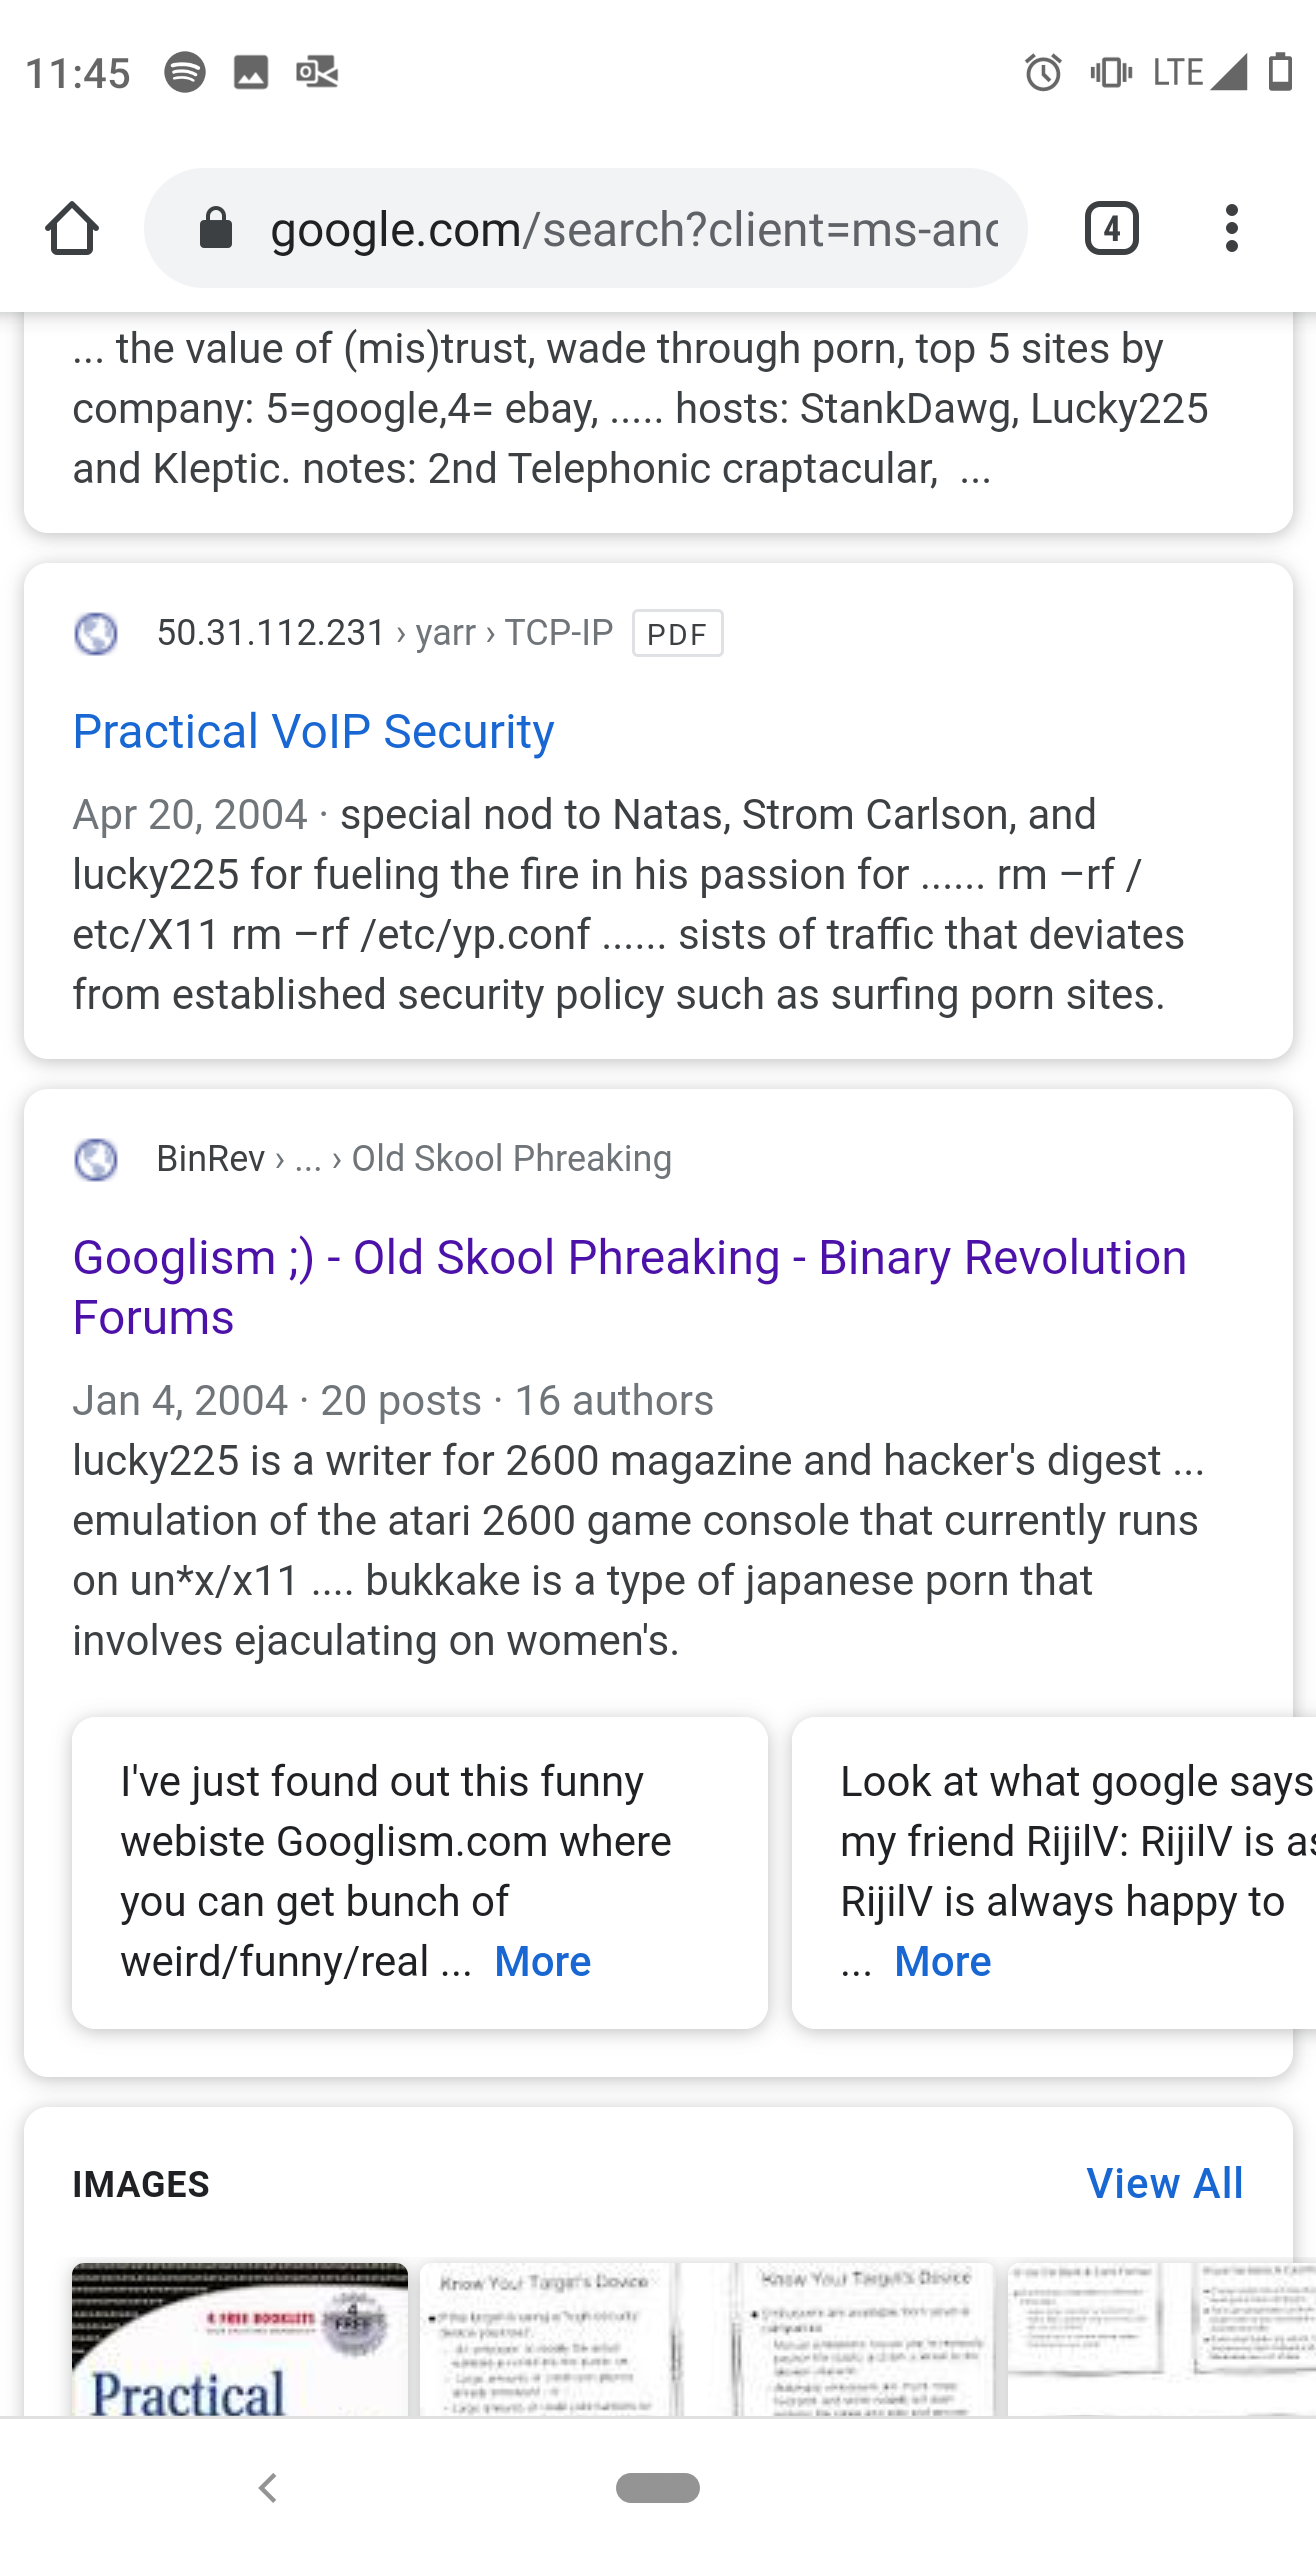 11:45
LTE
google.com/search?client=ms-and
4
... the value of (mis)trust, wade through porn, top 5 sites by
company: 5=google,4= ebay, ..... hosts: StankDawg, Lucky225
and Kleptic. notes: 2nd Telephonic craptacular,  ...
50.31.112.231 › yarr › TCP-IP PDF
Practical VoIP Security
Apr 20, 2004 · special nod to Natas, Strom Carlson, and
lucky225 for fueling the fire in his passion for ...... rm –rf /
etc/X11 rm –rf /etc/yp.conf ...... sists of traffic that deviates
from established security policy such as surfing porn sites.
BinRev › ... › Old Skool Phreaking
Googlism ;) - Old Skool Phreaking - Binary Revolution
Forums
Jan 4, 2004 · 20 posts · 16 authors
lucky225 is a writer for 2600 magazine and hacker's digest ...
emulation of the atari 2600 game console that currently runs
on un*x/x11 .... bukkake is a type of japanese porn that
involves ejaculating on women's.
I've just found out this funny
webiste Googlism.com where
you can get bunch of
weird/funny/real ... More
Look at what google says
my friend RijilV: RijilV is as
RijilV is always happy to
... More
IMAGES
View All
4 FREE BOOKLETS
4
FREE
Practical
Know Your Target's Device
Know Your Target's Device